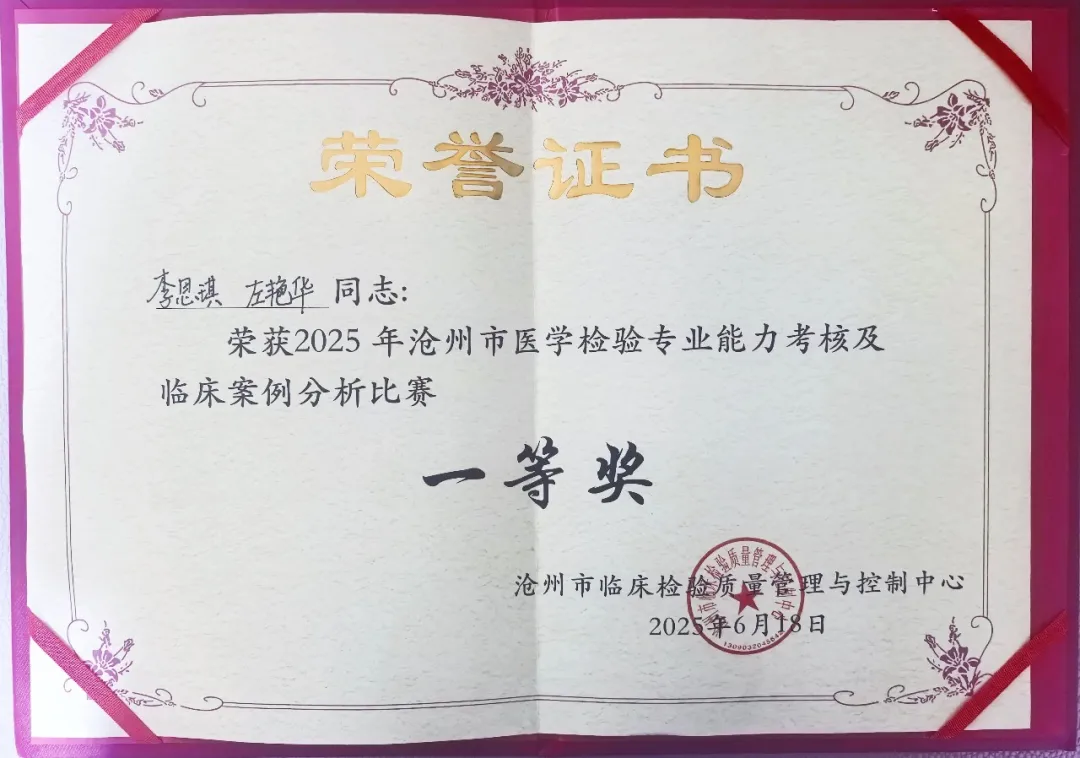 荣誉证书
李恩琪 左艳华 同志:
荣获2025年沧州市医学检验专业能力考核及
临床案例分析比赛
一等奖
沧州市临床检验质量管理与控制中心
2025年6月18日